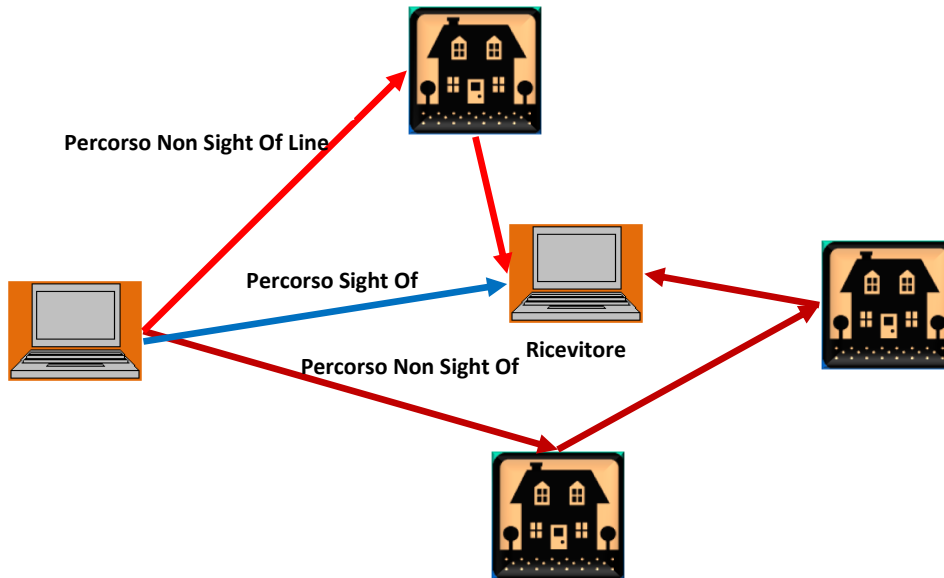 Percorso Non Sight Of Line
Percorso Sight Of
Ricevitore
Percorso Non Sight Of